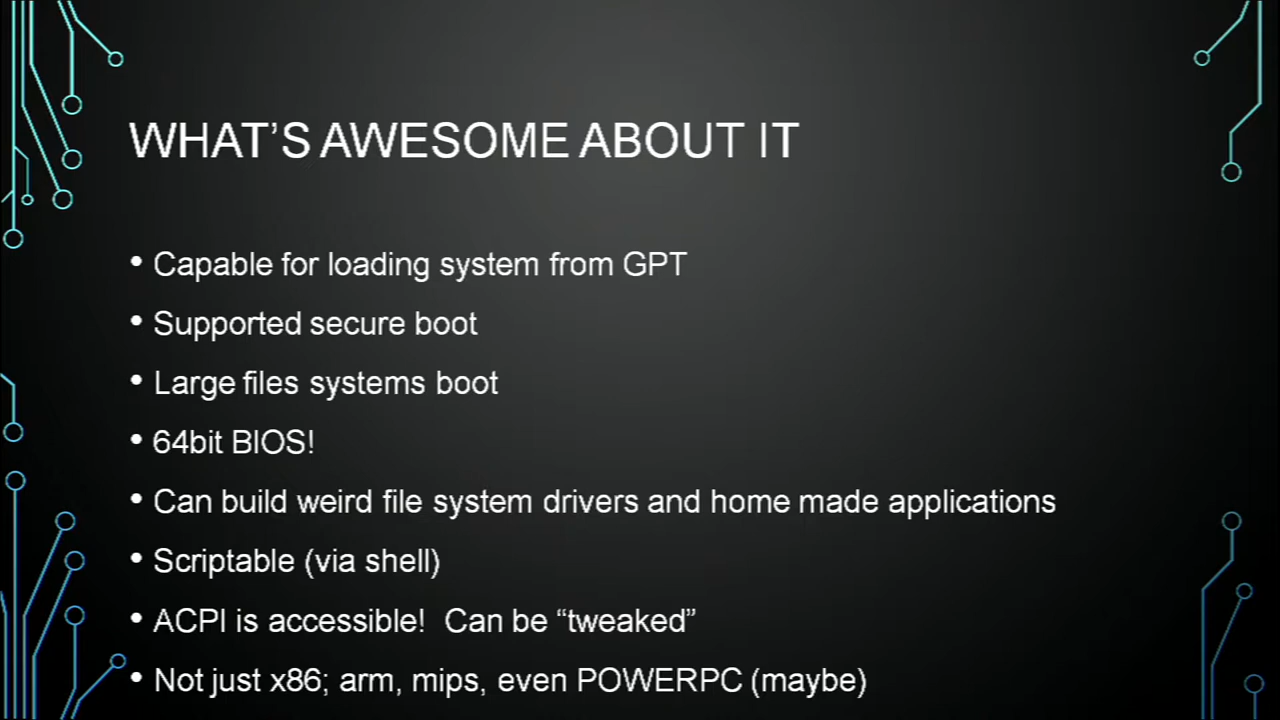 WHAT'S AWESOME ABOUT IT
• Capable for loading system from GPT
• Supported secure boot
• Large files systems boot
• 64bit BIOS!
• Can build weird file system drivers and home made applications
• Scriptable (via shell)
• ACPI is accessible!  Can be “tweaked”
• Not just x86; arm, mips, even POWERPC (maybe)